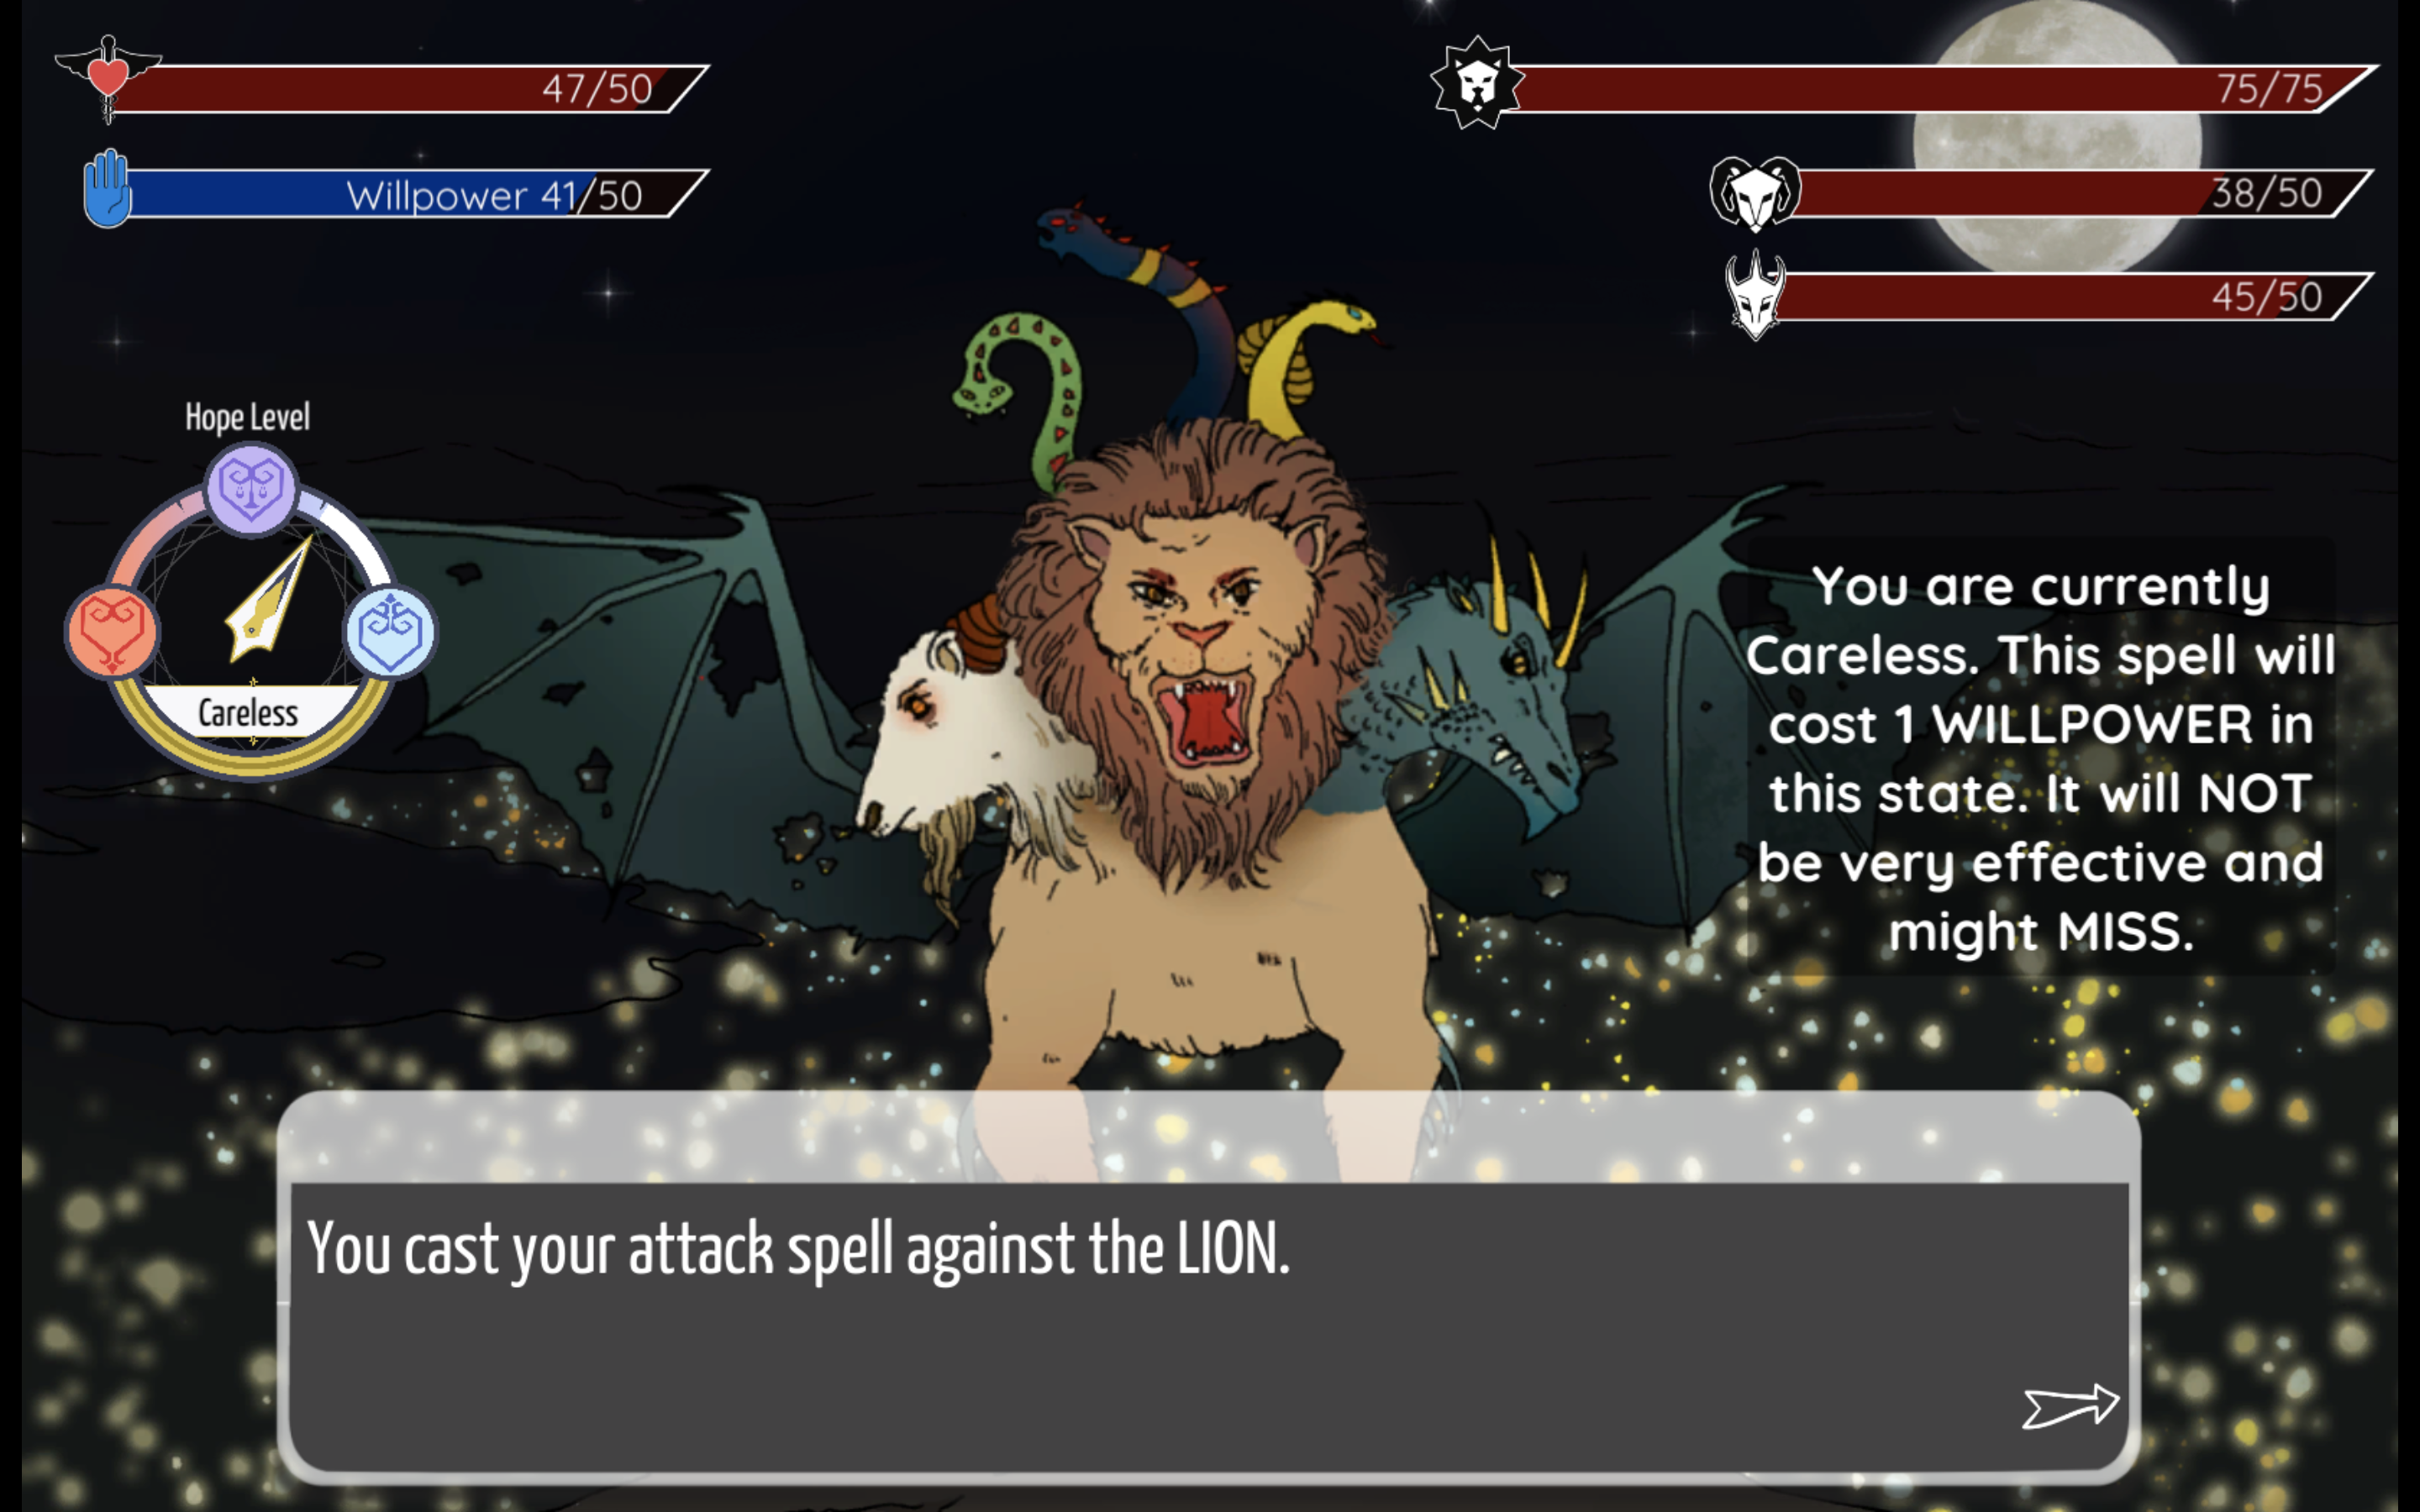 47/50
75/75
Willpower 41/50
38/50
45/50
Hope Level
Careless
You are currently
Careless. This spell will
cost 1 WILLPOWER in
this state. It will NOT
be very effective and
might MISS.
You cast your attack spell against the LION.